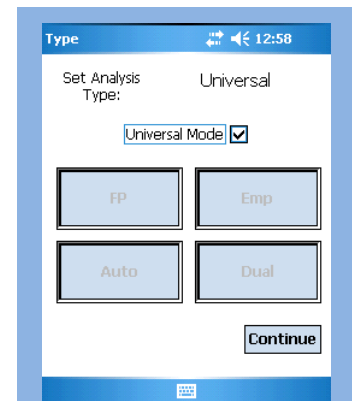 Type 12:58
Set Analysis Universal
Type:
Universal Mode
FP Emp
Auto Dual
Continue